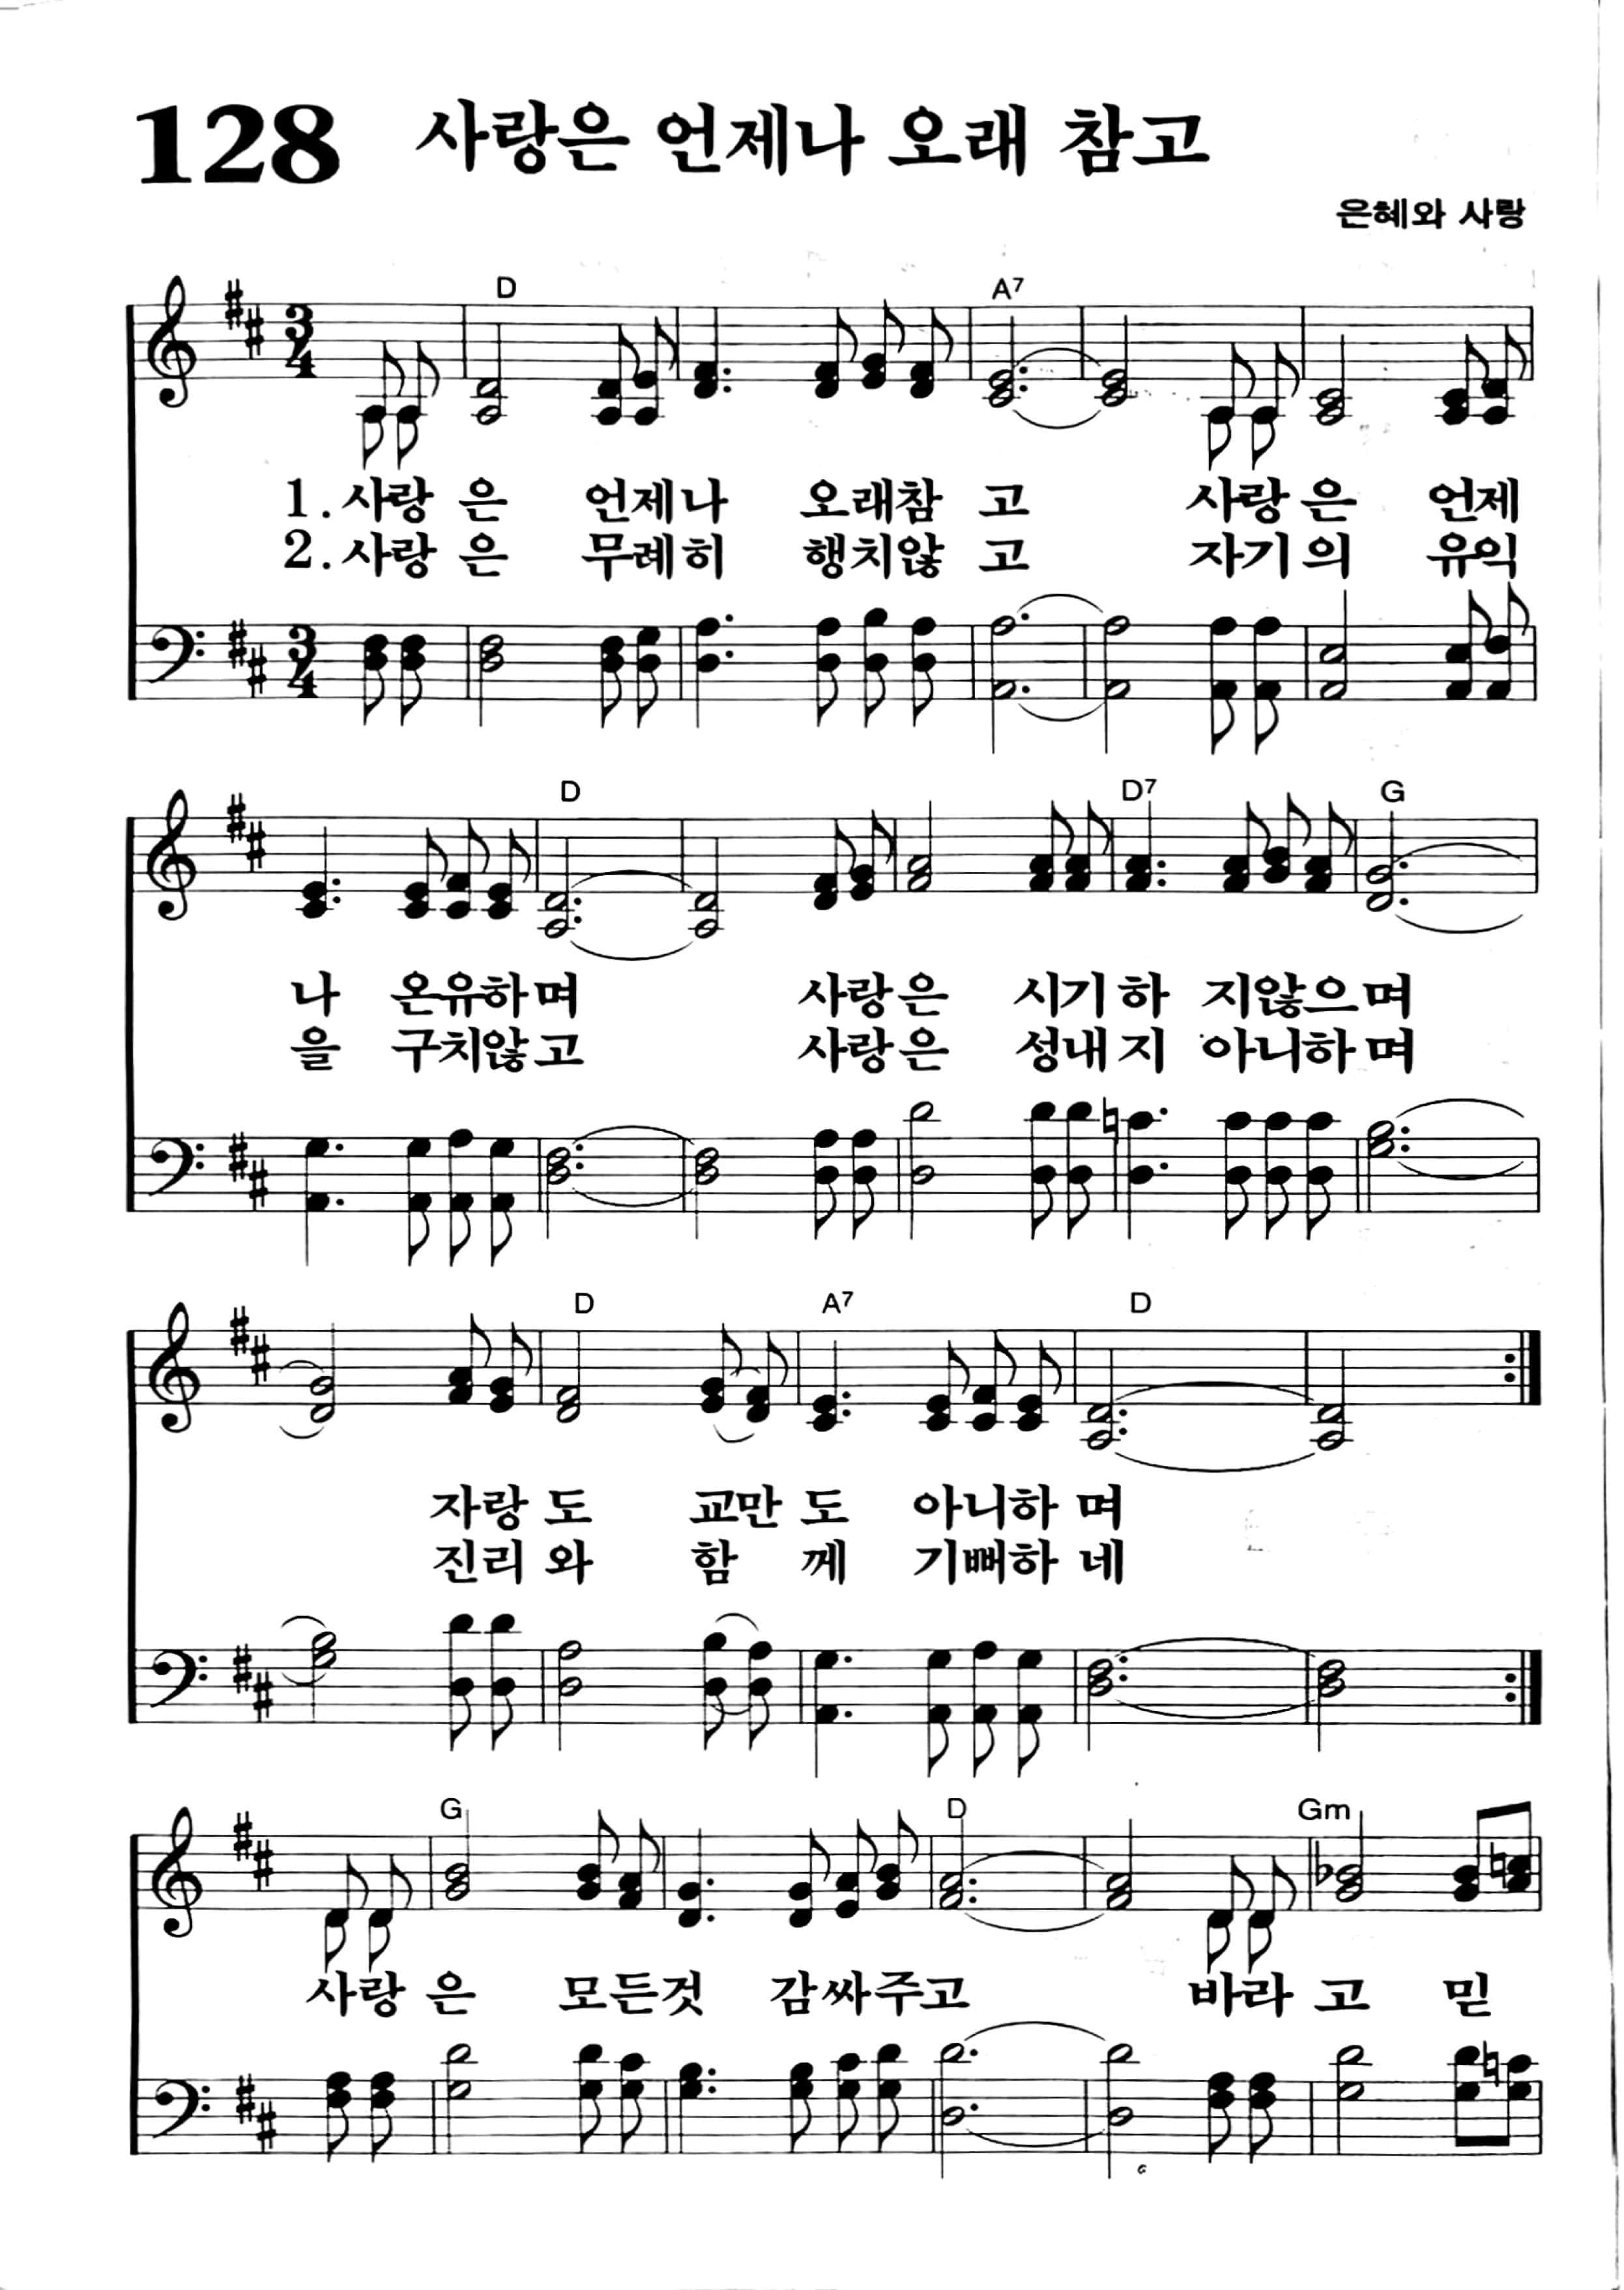 128 사랑은 언제나 오래 참고
은혜와 사랑
D A7
3/4
1. 사랑 은 언제나 오래참 고 사랑은 언제
2. 사랑 은 무례히 행치않 고 자기의 유익
3/4
D D7 G
나 온유하며 사랑은 시기하 지않으며
을 구치않고 사랑은 성내지 아니하며
D A7 D
자랑 도 교만 도 아니하 며
진리 와 함 께 기뻐하 네
G D Gm
사랑 은 모든것 감싸주고 바라 고 믿